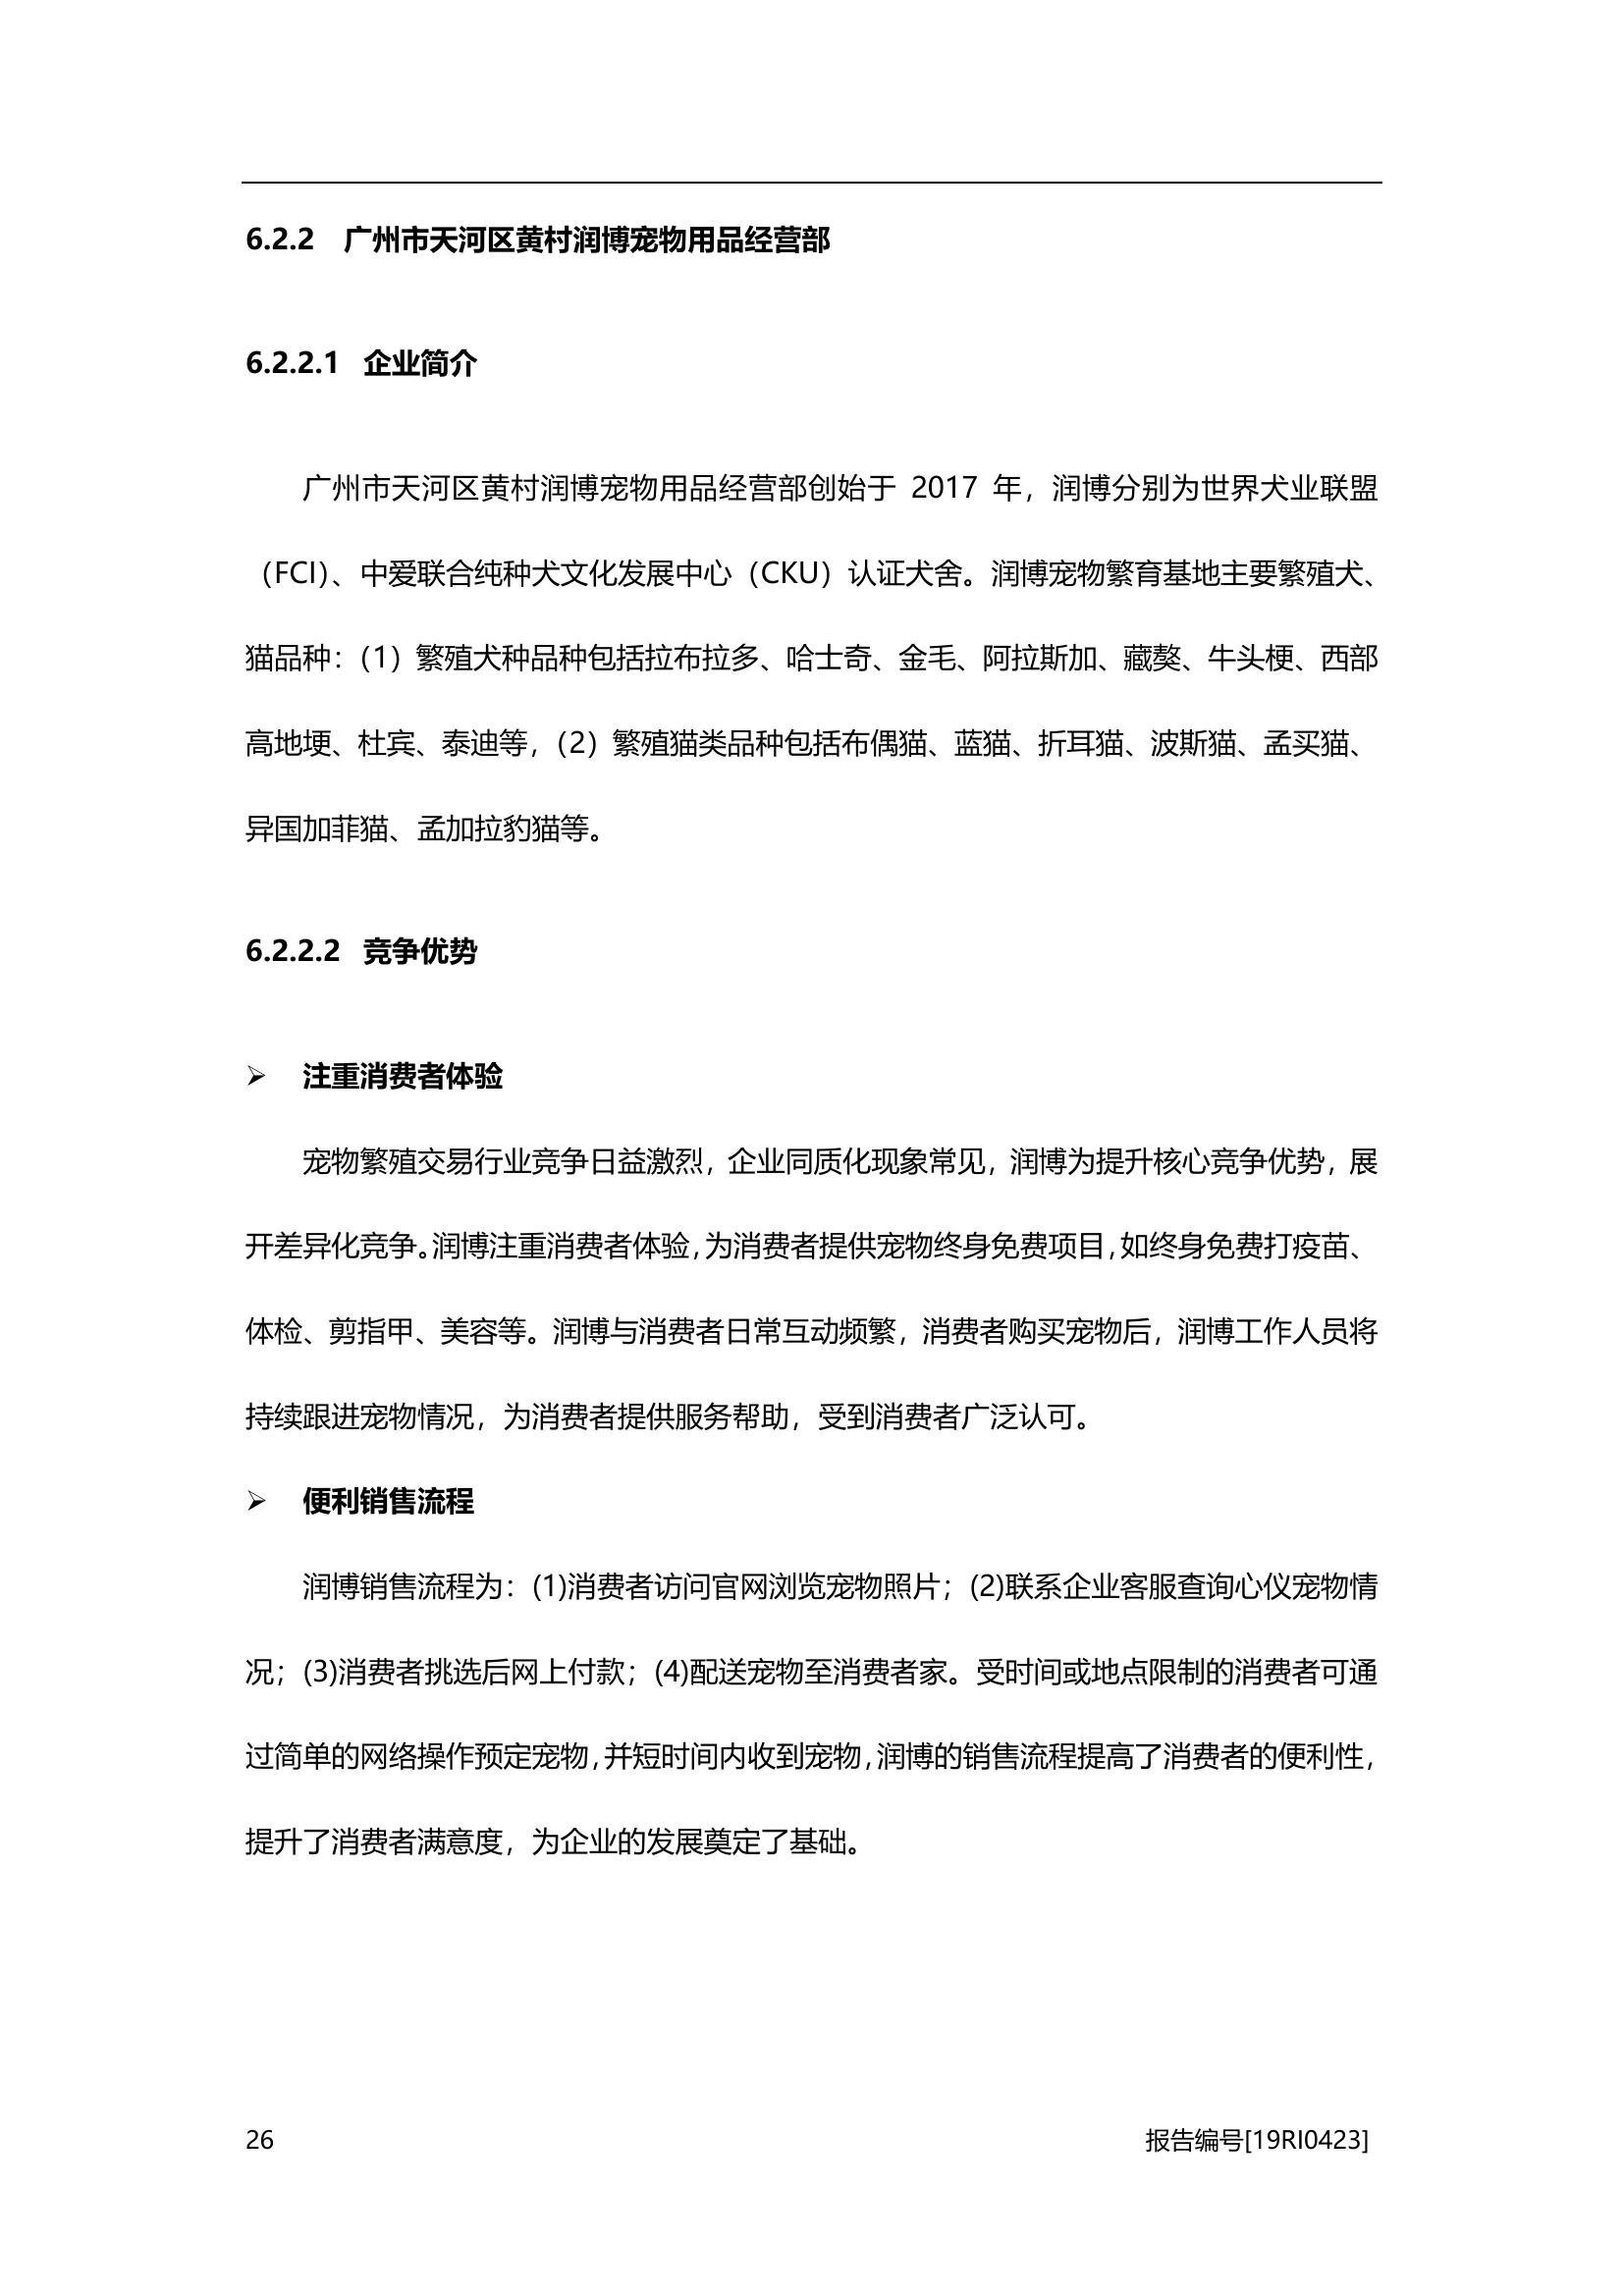 6.2.2 广州市天河区黄村润博宠物用品经营部
6.2.2.1 企业简介
广州市天河区黄村润博宠物用品经营部创始于 2017 年，润博分别为世界犬业联盟
（FCI）、中爱联合纯种犬文化发展中心（CKU）认证犬舍。润博宠物繁育基地主要繁殖犬、
猫品种：（1）繁殖犬种品种包括拉布拉多、哈士奇、金毛、阿拉斯加、藏獒、牛头梗、西部
高地埂、杜宾、泰迪等，（2）繁殖猫类品种包括布偶猫、蓝猫、折耳猫、波斯猫、孟买猫、
异国加菲猫、孟加拉豹猫等。
6.2.2.2 竞争优势
➢ 注重消费者体验
宠物繁殖交易行业竞争日益激烈，企业同质化现象常见，润博为提升核心竞争优势，展
开差异化竞争。润博注重消费者体验，为消费者提供宠物终身免费项目，如终身免费打疫苗、
体检、剪指甲、美容等。润博与消费者日常互动频繁，消费者购买宠物后，润博工作人员将
持续跟进宠物情况，为消费者提供服务帮助，受到消费者广泛认可。
➢ 便利销售流程
润博销售流程为：(1)消费者访问官网浏览宠物照片；(2)联系企业客服查询心仪宠物情
况；(3)消费者挑选后网上付款；(4)配送宠物至消费者家。受时间或地点限制的消费者可通
过简单的网络操作预定宠物，并短时间内收到宠物，润博的销售流程提高了消费者的便利性，
提升了消费者满意度，为企业的发展奠定了基础。
26 报告编号[19RI0423]